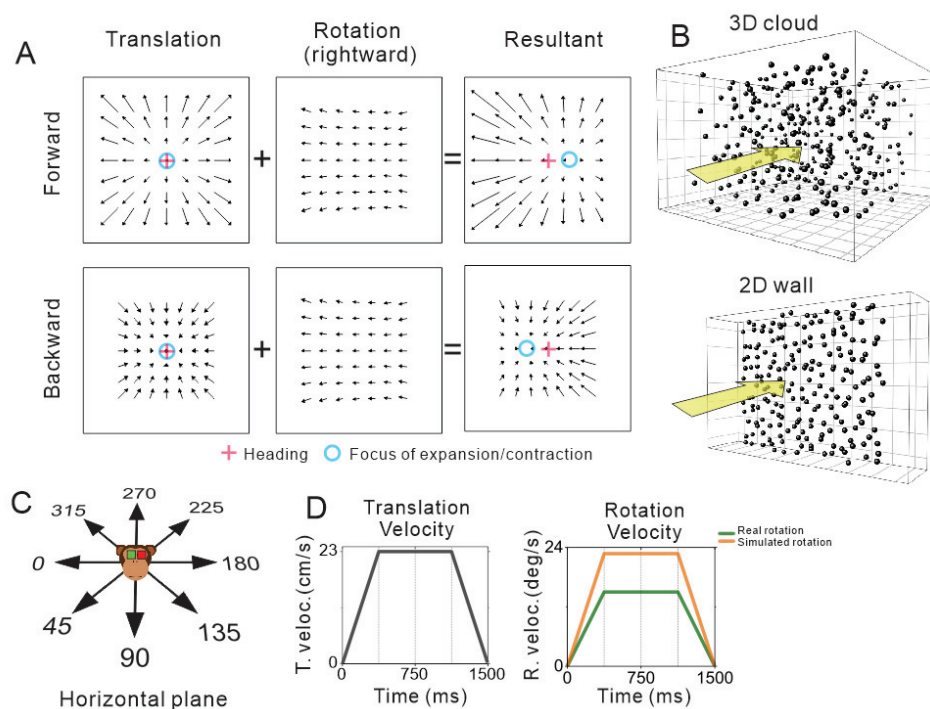 A
Translation
Rotation
(rightward)
Resultant
Forward
+
=
Backward
+
=
+ Heading
Focus of expansion/contraction
B
3D cloud
2D wall
C
270
315
225
0
180
45
135
90
Horizontal plane
D
Translation
Velocity
23
T. veloc.(cm/s)
0
0
750
1500
Time (ms)
Rotation
Velocity
24
R. veloc.(deg/s)
0
0
750
1500
Time (ms)
Real rotation
Simulated rotation